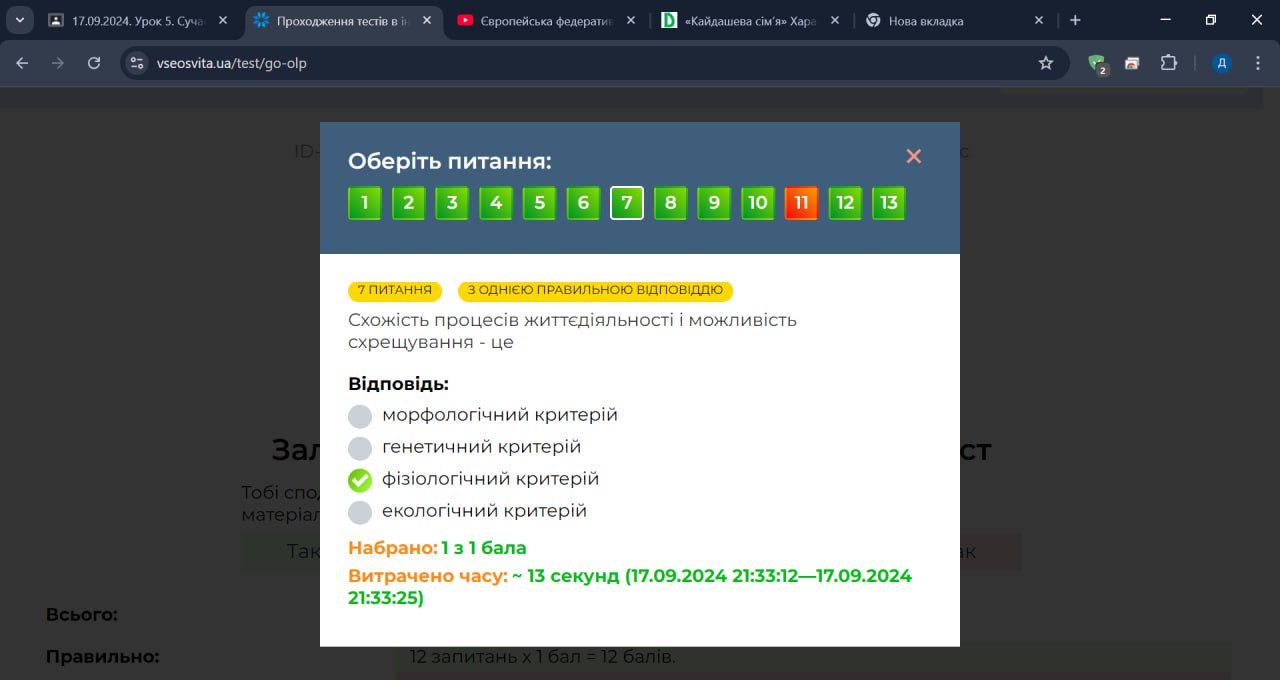 17.09.2024. Урок 5. Суча
Проходження тестів в ін
Європейська федератив
«Кайдашева сім'я» Хара
Нова вкладка
vseosvita.ua/test/go-olp
2
Д
ID-
с
Оберіть питання:
1 2 3 4 5 6 7 8 9 10 11 12 13
7 ПИТАННЯ
З ОДНІЄЮ ПРАВИЛЬНОЮ ВІДПОВІДДЮ
Схожість процесів життєдіяльності і можливість
схрещування - це
Відповідь:
морфологічний критерій
генетичний критерій
фізіологічний критерій
екологічний критерій
Набрано: 1 з 1 бала
Витрачено часу: ~ 13 секунд (17.09.2024 21:33:12—17.09.2024
21:33:25)
Зал
ст
Тобі спо
матеріал
Так
ак
Всього:
Правильно:
12 запитань x 1 бал = 12 балів.